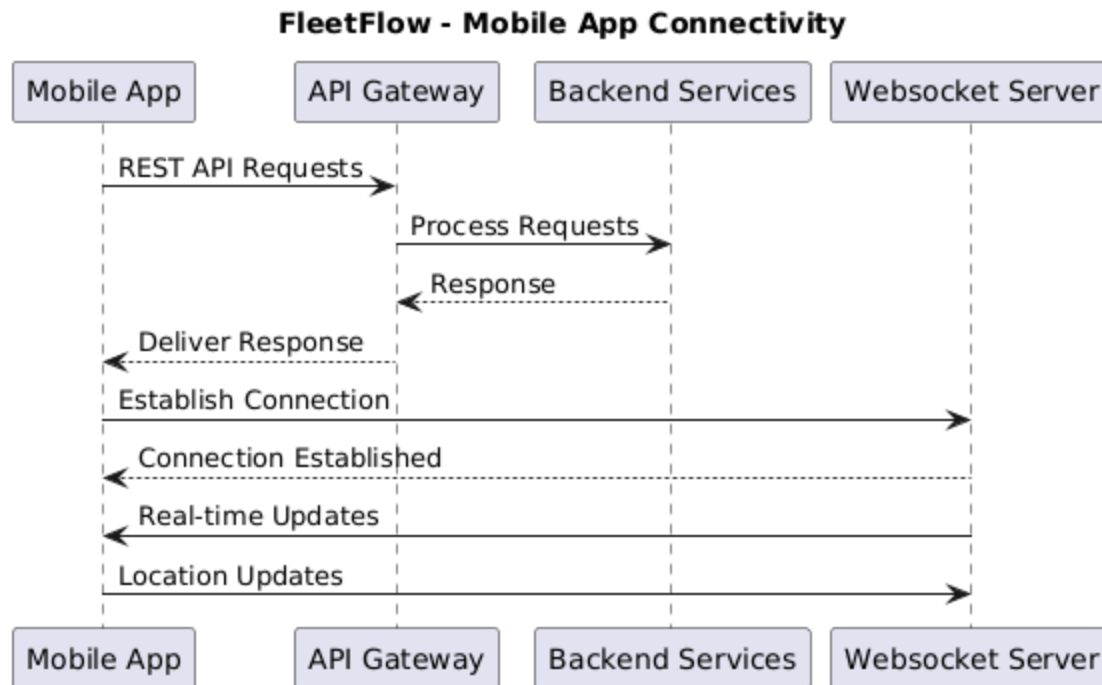 FleetFlow - Mobile App Connectivity
Mobile App
API Gateway
Backend Services
Websocket Server
REST API Requests
Process Requests
Response
Deliver Response
Establish Connection
Connection Established
Real-time Updates
Location Updates
Mobile App
API Gateway
Backend Services
Websocket Server